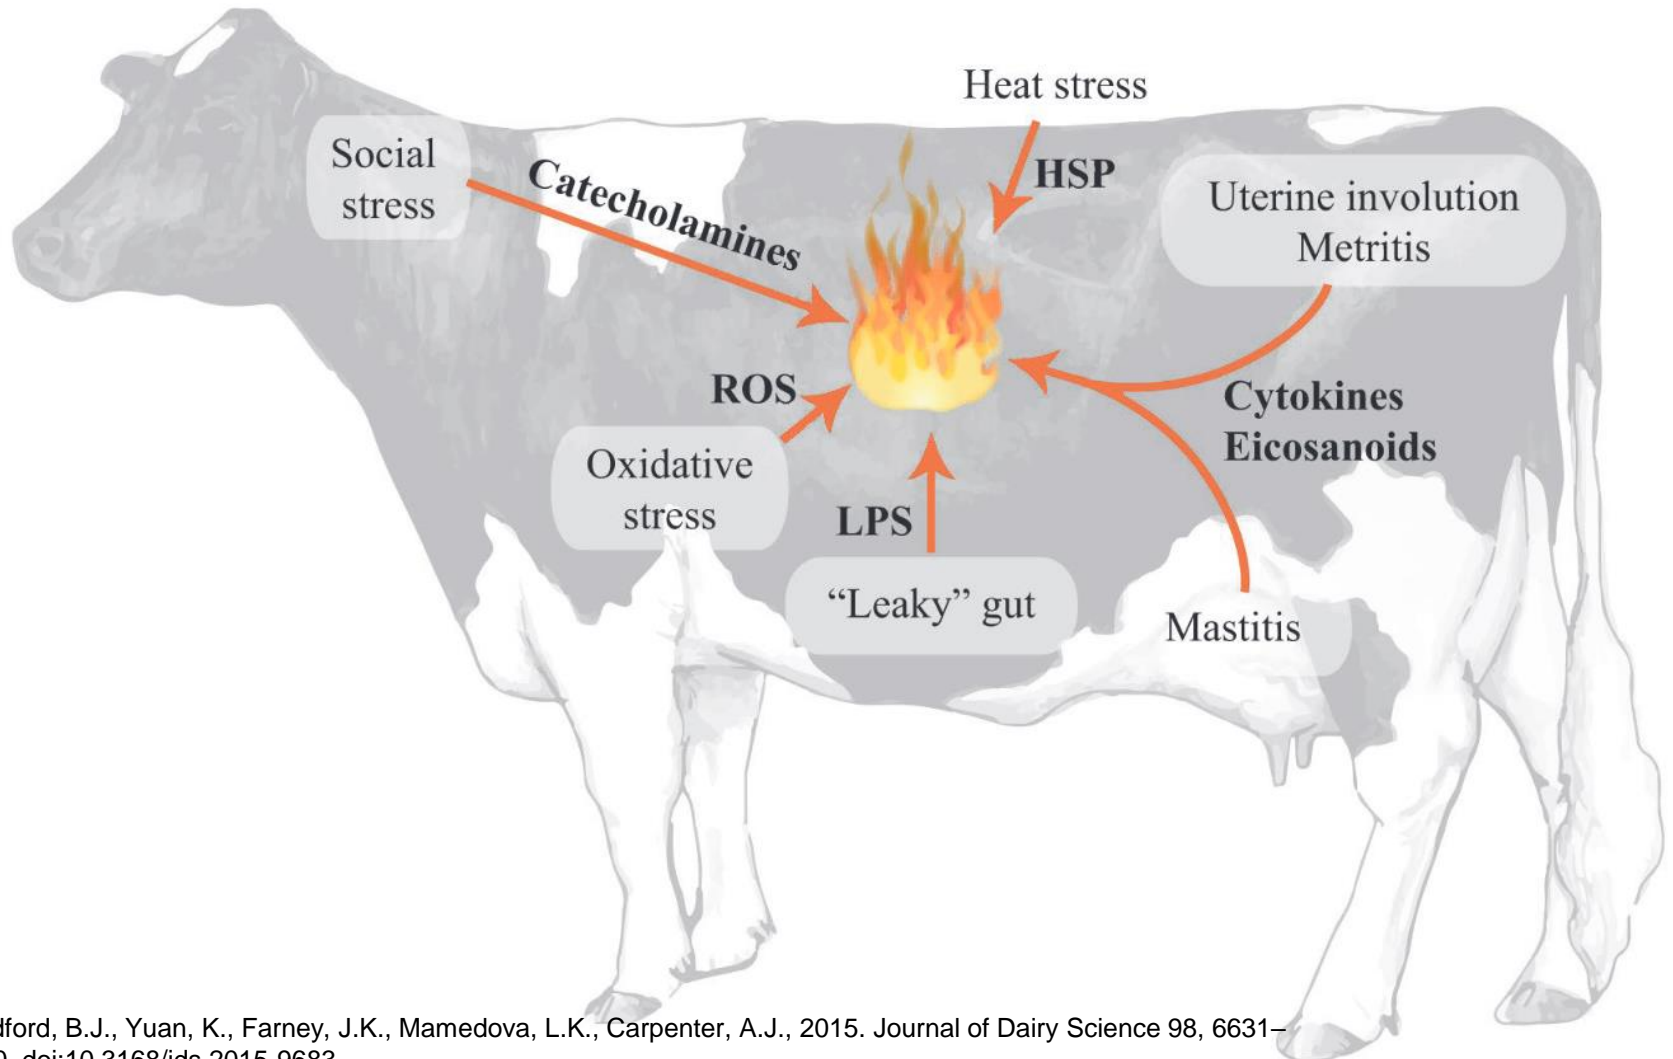 Heat stress
Social
stress
Catecholamines
HSP
Uterine involution
Metritis
ROS
Cytokines
Eicosanoids
Oxidative
stress
LPS
“Leaky” gut
Mastitis
B.J., Yuan, K., Farney, J.K., Mamedova, L.K., Carpenter, A.J., 2015. Journal of Dairy Science 98, 6631–